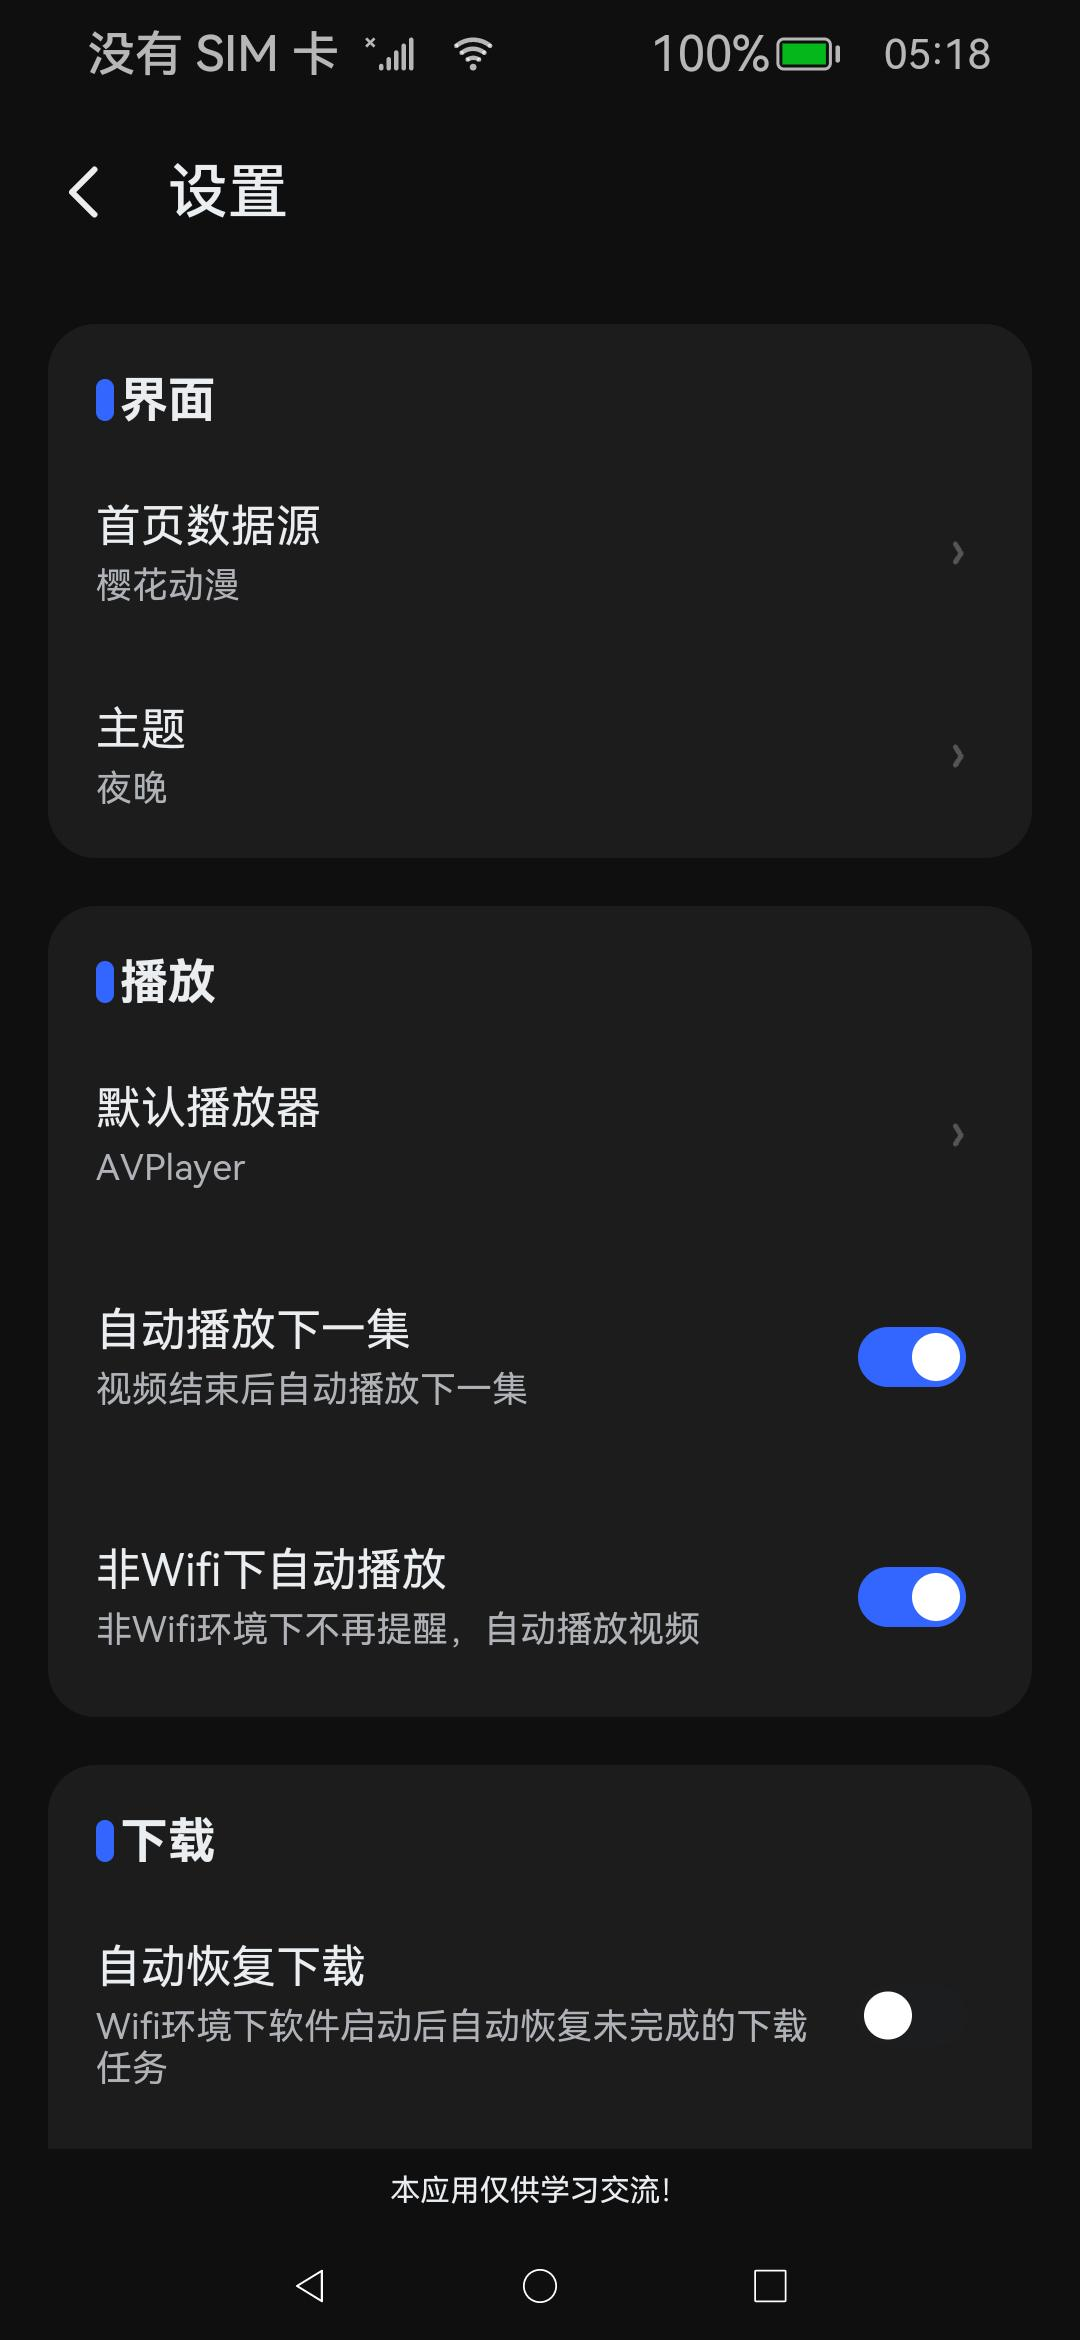 没有 SIM 卡 100% 05:18
设置
界面
首页数据源
樱花动漫
主题
夜晚
播放
默认播放器
AVPlayer
自动播放下一集
视频结束后自动播放下一集
非Wifi下自动播放
非Wifi环境下不再提醒，自动播放视频
下载
自动恢复下载
Wifi环境下软件启动后自动恢复未完成的下载
任务
本应用仅供学习交流！